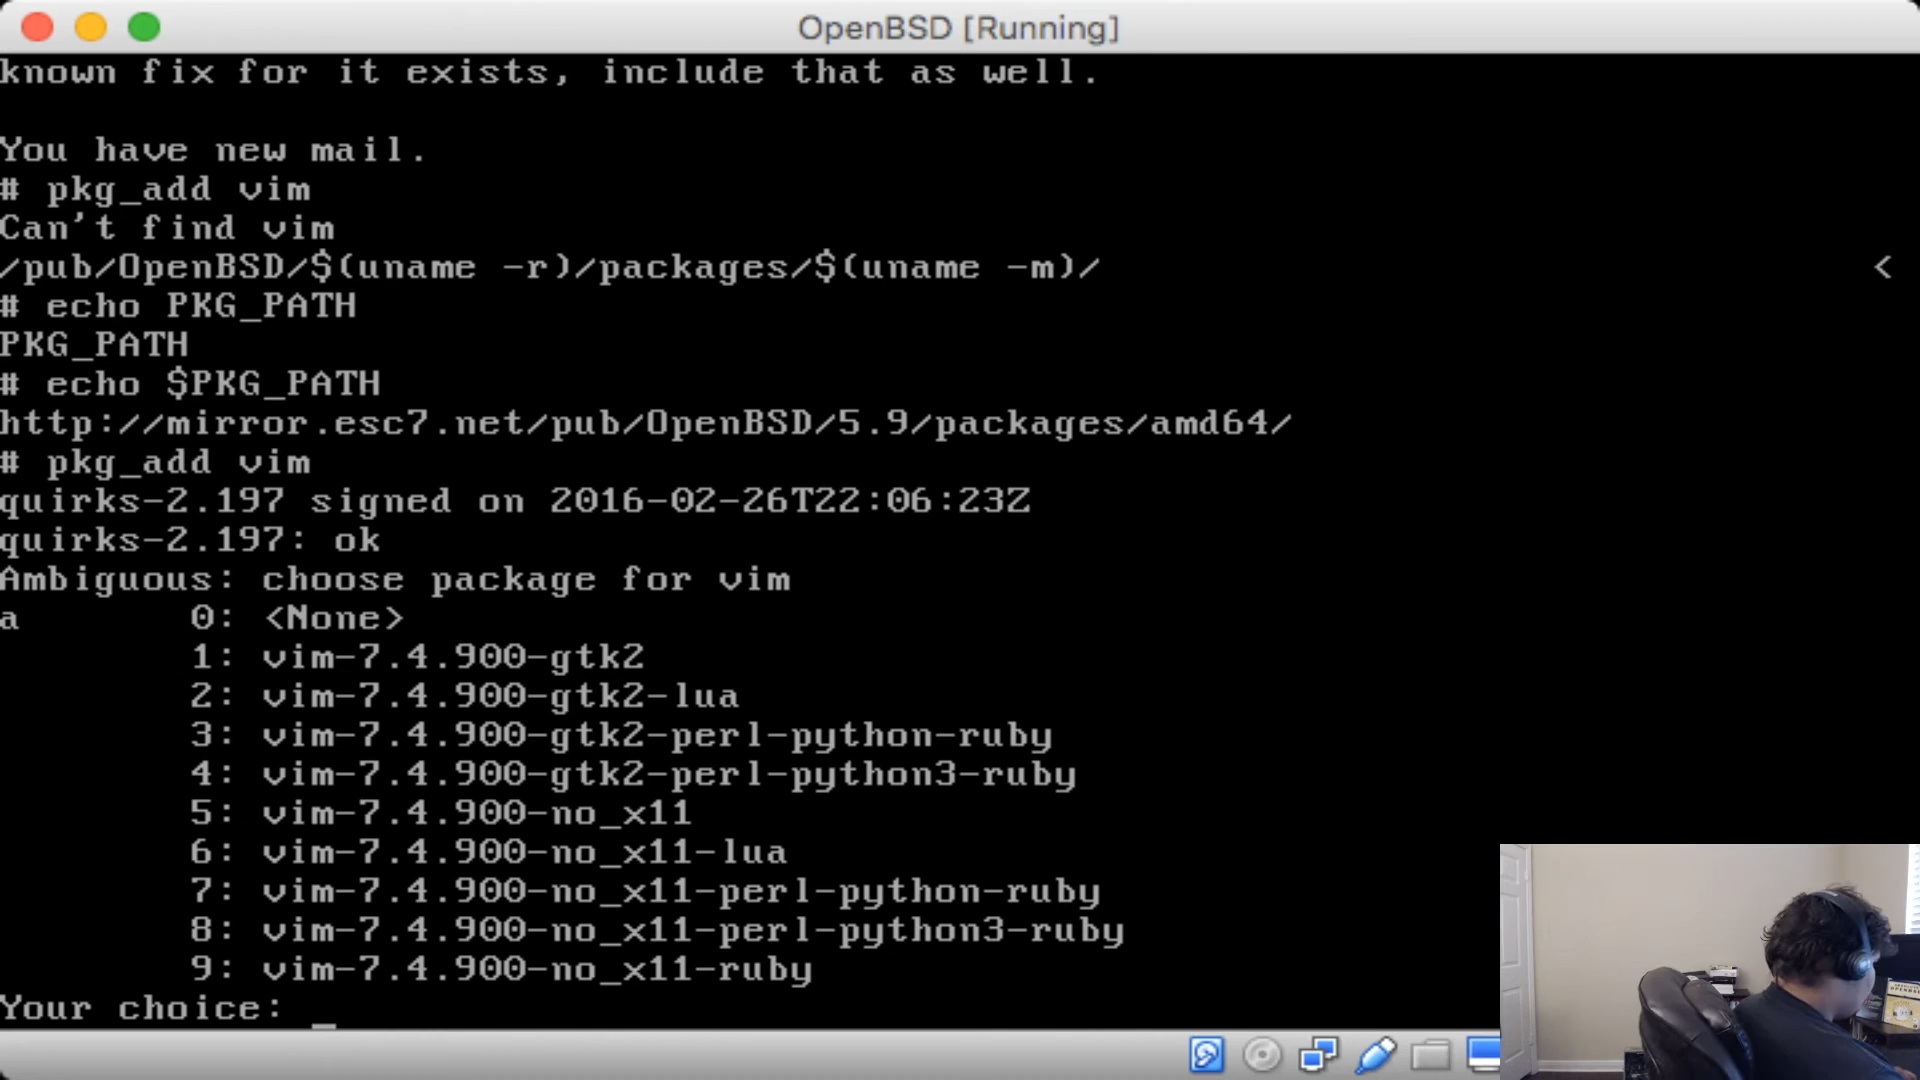 OpenBSD [Running]
known fix for it exists, include that as well.
You have new mail.
# pkg_add vim
Can't find vim
/pub/OpenBSD/$(uname -r)/packages/$(uname -m)/ <
# echo PKG_PATH
PKG_PATH
# echo $PKG_PATH
http://mirror.esc7.net/pub/OpenBSD/5.9/packages/amd64/
# pkg_add vim
quirks-2.197 signed on 2016-02-26T22:06:23Z
quirks-2.197: ok
Ambiguous: choose package for vim
a 0: <None>
1: vim-7.4.900-gtk2
2: vim-7.4.900-gtk2-lua
3: vim-7.4.900-gtk2-perl-python-ruby
4: vim-7.4.900-gtk2-perl-python3-ruby
5: vim-7.4.900-no_x11
6: vim-7.4.900-no_x11-lua
7: vim-7.4.900-no_x11-perl-python-ruby
8: vim-7.4.900-no_x11-perl-python3-ruby
9: vim-7.4.900-no_x11-ruby
Your choice: _